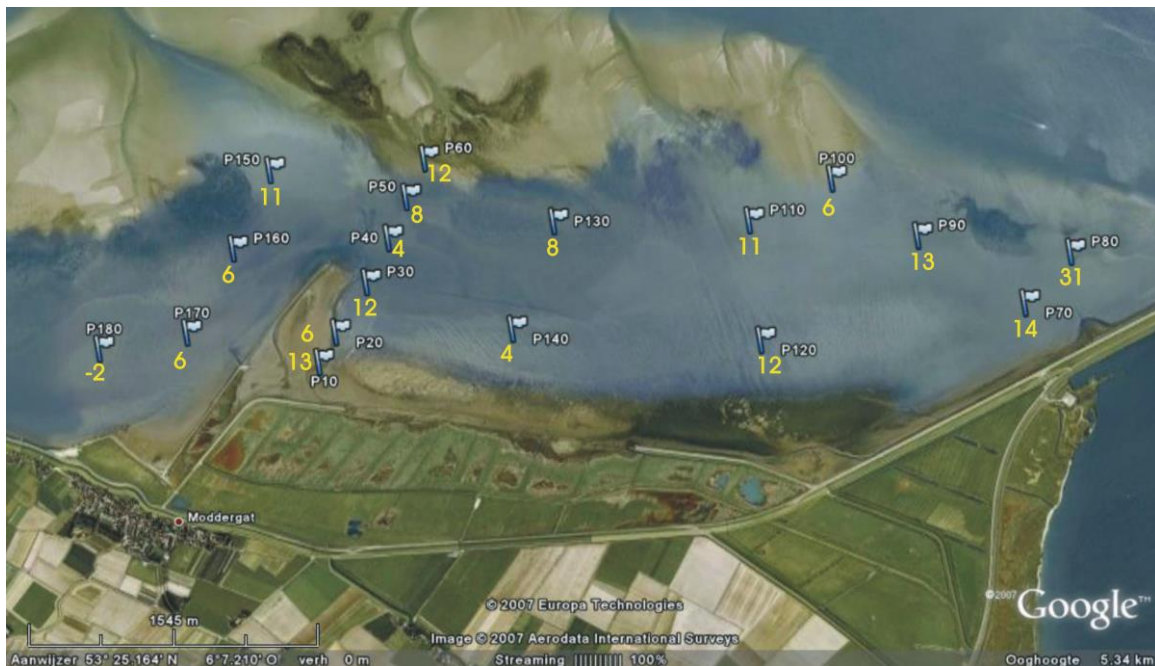 P60
P150
12
P100
11
P50
6
8
P130
P110
8
11
P40
4
P90
13
P160
6
P80
31
P30
12
P70
14
P170
6
P180
-2
6
P20
P140
4
P120
12
13
P10
Moddergat
© 2007 Europa Technologies
©2007 Google™
1545 m
Image © 2007 Aerodata International Surveys
Aanwijzer 53° 25.164' N 6° 7.210' O verh 0 m Streaming |||||||||| 100% Ooghoogte 5.34 km